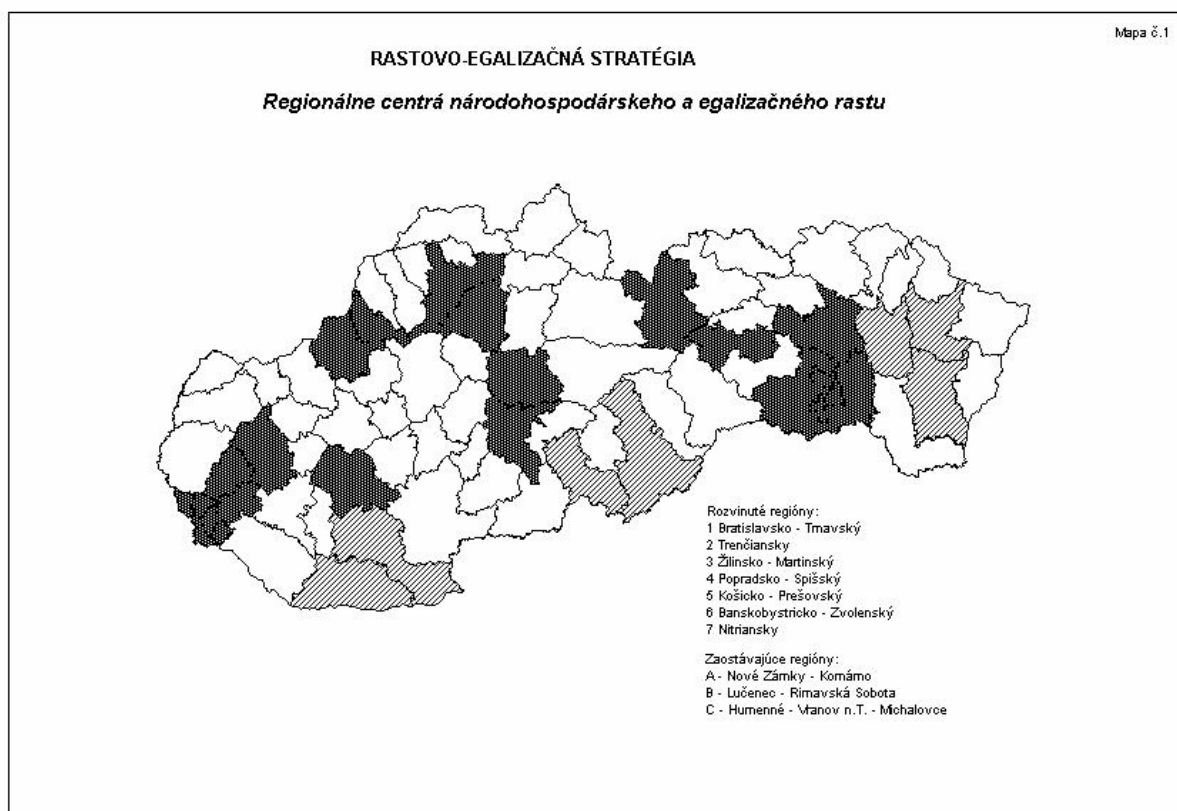 Mapa č.1
RASTOVO-EGALIZAČNÁ STRATÉGIA
Regionálne centrá národohospodárskeho a egalizačného rastu
Rozvinuté regióny:
1 Bratislavsko - Trnavský
2 Trenčiansky
3 Žilinsko - Martinský
4 Popradsko - Spišský
5 Košicko - Prešovský
6 Banskobystricko - Zvolenský
7 Nitriansky
Zaostávajúce regióny:
A - Nové Zámky - Komárno
B - Lučenec - Rimavská Sobota
C - Humenné - Vranov n.T. - Michalovce